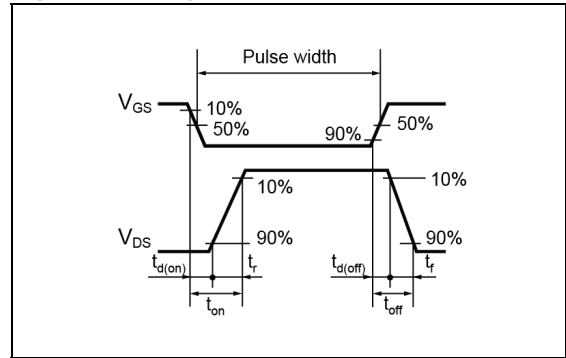 Pulse width
VGS
10%
50%
90%
50%
10%
10%
VDS
90%
90%
td(on)
tr
td(off)
tf
ton
toff